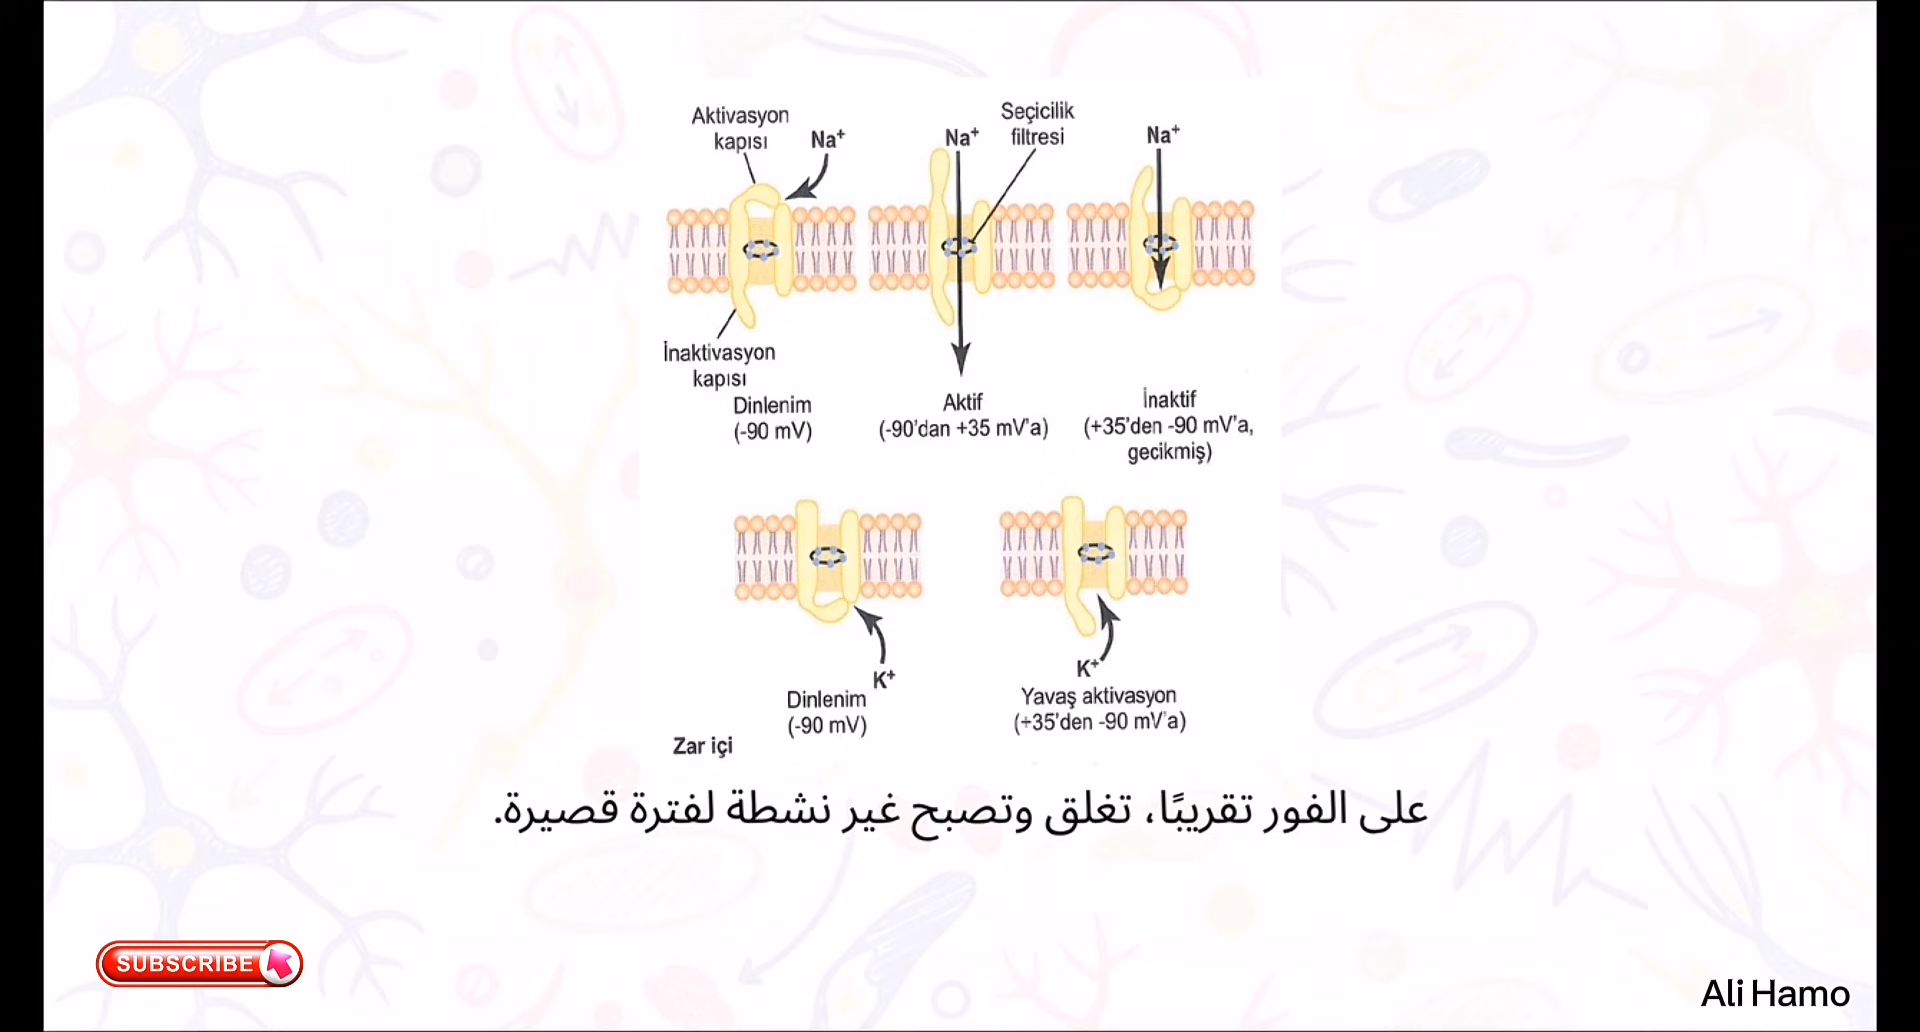 Aktivasyon
kapısı
Na⁺
Na⁺
Seçicilik
filtresi
Na⁺
İnaktivasyon
kapısı
Dinlenim
(-90 mV)
Aktif
(-90'dan +35 mV'a)
İnaktif
(+35'den -90 mV'a,
gecikmiş)
K⁺
Dinlenim
(-90 mV)
K⁺
Yavaş aktivasyon
(+35'den -90 mV'a)
Zar içi
على الفور تقريبًا، تغلق وتصبح غير نشطة لفترة قصيرة.
SUBSCRIBE
Ali Hamo